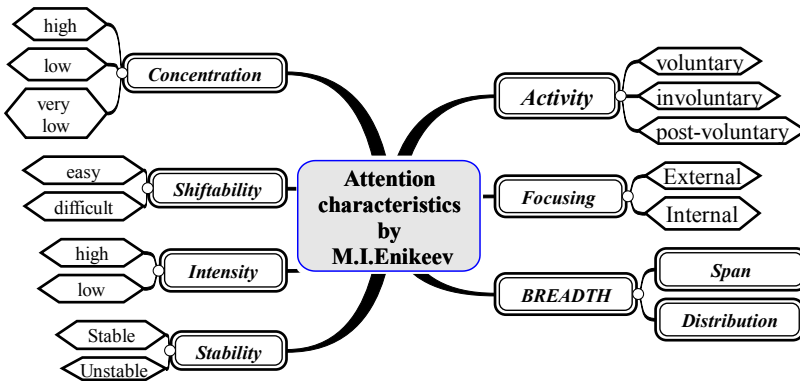 Attention
characteristics
by
M.I.Enikeev
Concentration
high
low
very
low
Shiftability
easy
difficult
Intensity
high
low
Stability
Stable
Unstable
Activity
voluntary
involuntary
post-voluntary
Focusing
External
Internal
BREADTH
Span
Distribution